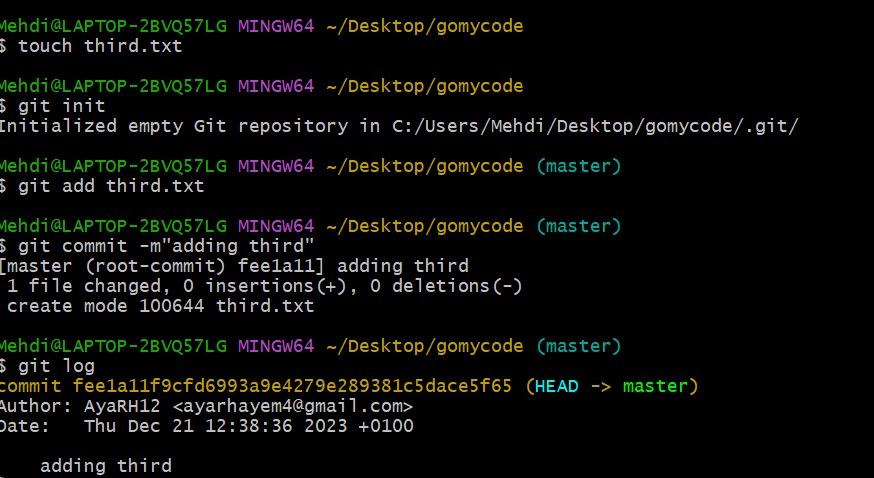 Mehdi@LAPTOP-2BVQ57LG MINGW64 ~/Desktop/gomycode
$ touch third.txt
Mehdi@LAPTOP-2BVQ57LG MINGW64 ~/Desktop/gomycode
$ git init
Initialized empty Git repository in C:/Users/Mehdi/Desktop/gomycode/.git/
Mehdi@LAPTOP-2BVQ57LG MINGW64 ~/Desktop/gomycode (master)
$ git add third.txt
Mehdi@LAPTOP-2BVQ57LG MINGW64 ~/Desktop/gomycode (master)
$ git commit -m"adding third"
[master (root-commit) fee1a11] adding third
1 file changed, 0 insertions(+), 0 deletions(-)
create mode 100644 third.txt
Mehdi@LAPTOP-2BVQ57LG MINGW64 ~/Desktop/gomycode (master)
$ git log
commit fee1a11f9cfd6993a9e4279e289381c5dace5f65 (HEAD -> master)
Author: AyaRH12 <ayarhayem4@gmail.com>
Date:   Thu Dec 21 12:38:36 2023 +0100
adding third